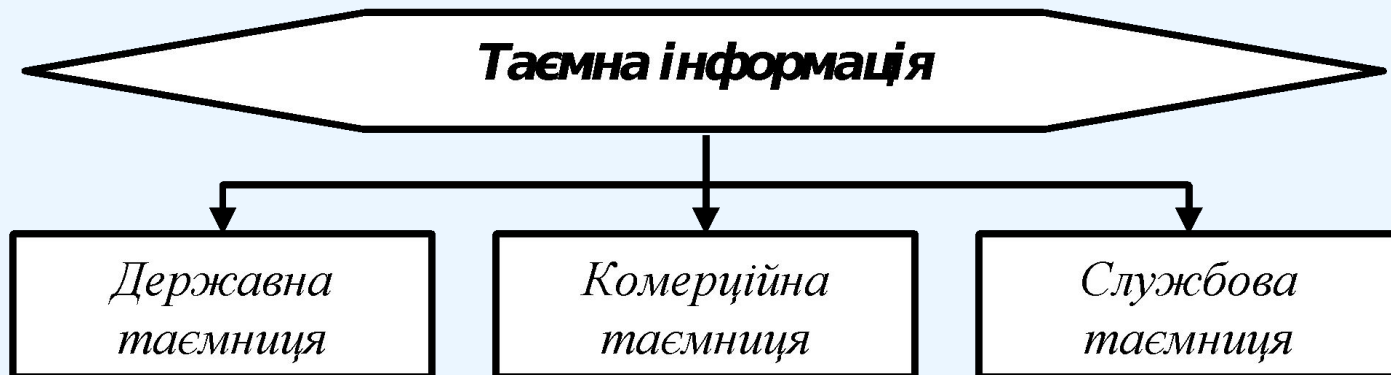 Таємна інформація
Державна
таємниця
Комерційна
таємниця
Службова
таємниця